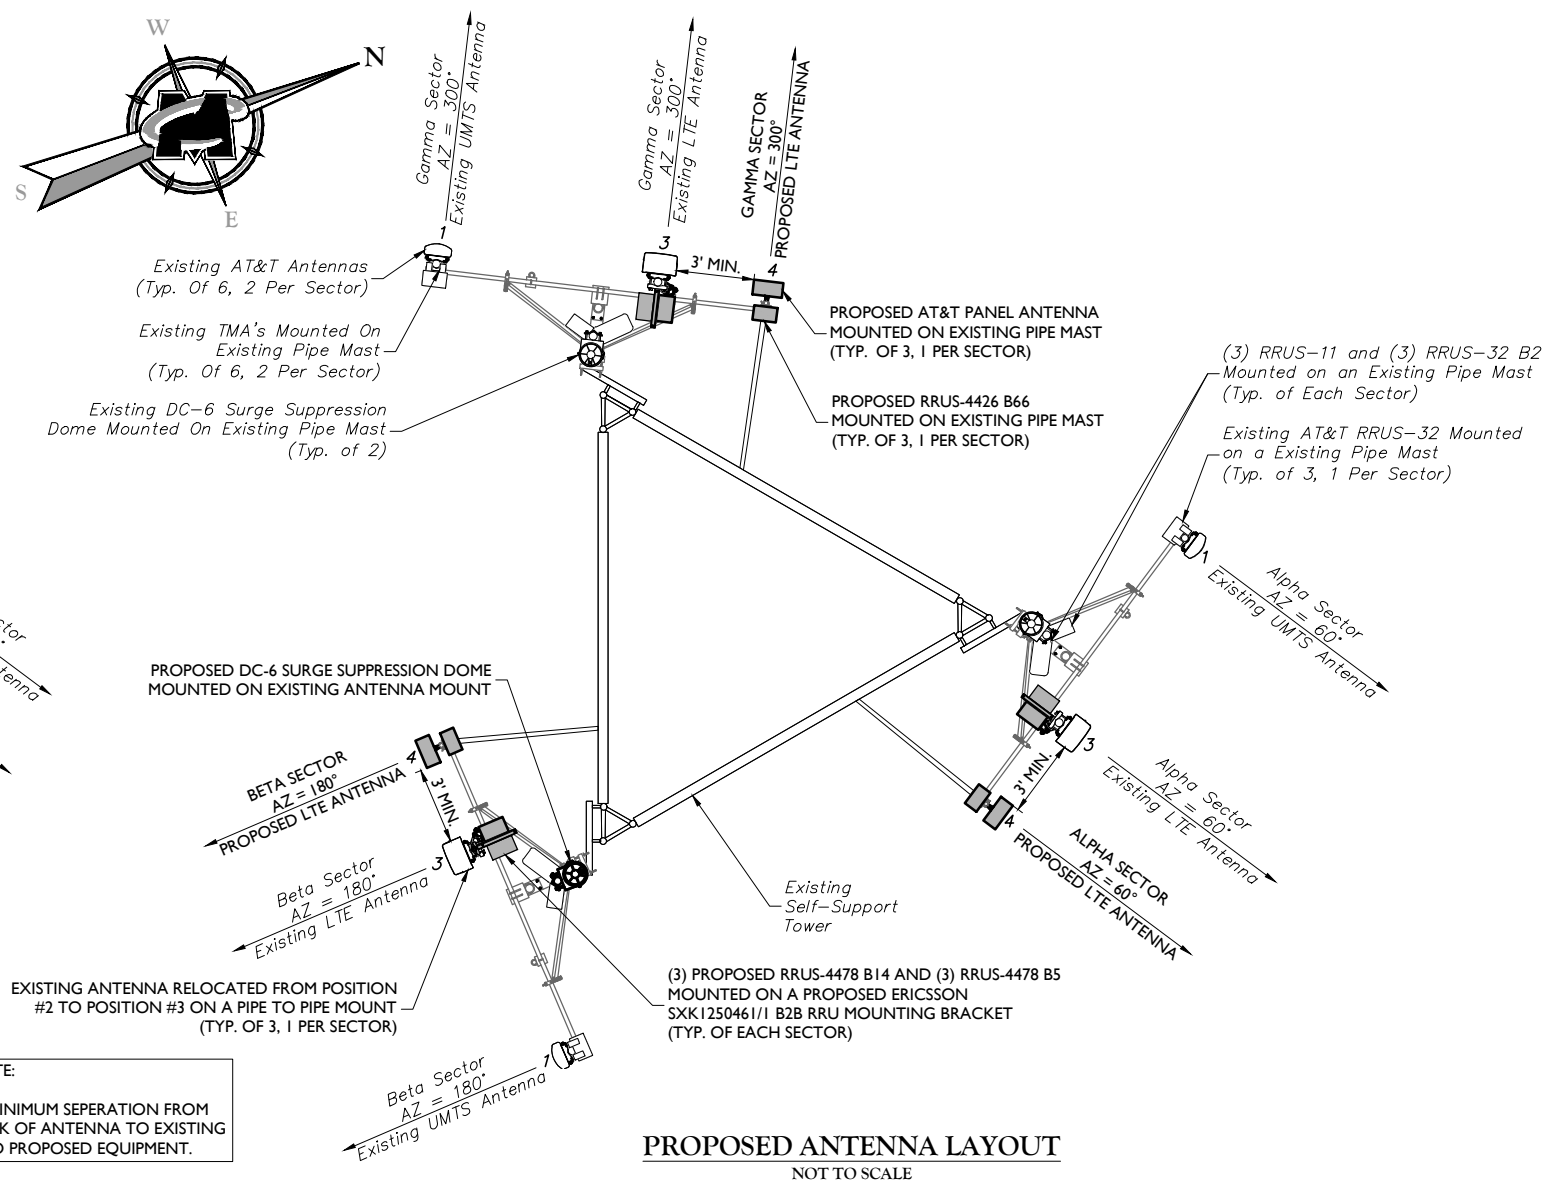 W
N
S
E
Gamma Sector
AZ = 300°
Existing UMTS Antenna
Gamma Sector
AZ = 300°
Existing LTE Antenna
GAMMA SECTOR
AZ = 300°
PROPOSED LTE ANTENNA
1
3
3' MIN.
4
Existing AT&T Antennas
(Typ. Of 6, 2 Per Sector)
Existing TMA's Mounted On
Existing Pipe Mast
(Typ. Of 6, 2 Per Sector)
Existing DC-6 Surge Suppression
Dome Mounted On Existing Pipe Mast
(Typ. of 2)
PROPOSED AT&T PANEL ANTENNA
MOUNTED ON EXISTING PIPE MAST
(TYP. OF 3, 1 PER SECTOR)
PROPOSED RRUS-4426 B66
MOUNTED ON EXISTING PIPE MAST
(TYP. OF 3, 1 PER SECTOR)
(3) RRUS-11 and (3) RRUS-32 B2
Mounted on an Existing Pipe Mast
(Typ. of Each Sector)
Existing AT&T RRUS-32 Mounted
on a Existing Pipe Mast
(Typ. of 3, 1 Per Sector)
1
Alpha Sector
AZ = 60°
Existing UMTS Antenna
3
Alpha Sector
AZ = 60°
Existing LTE Antenna
3' MIN.
4
ALPHA SECTOR
AZ = 60°
PROPOSED LTE ANTENNA
ctor
tenna
PROPOSED DC-6 SURGE SUPPRESSION DOME
MOUNTED ON EXISTING ANTENNA MOUNT
4
BETA SECTOR
AZ = 180°
PROPOSED LTE ANTENNA
3' MIN.
3
Beta Sector
AZ = 180°
Existing LTE Antenna
Existing
Self-Support
Tower
EXISTING ANTENNA RELOCATED FROM POSITION
#2 TO POSITION #3 ON A PIPE TO PIPE MOUNT
(TYP. OF 3, 1 PER SECTOR)
(3) PROPOSED RRUS-4478 B14 AND (3) RRUS-4478 B5
MOUNTED ON A PROPOSED ERICSSON
SXK1250461/1 B2B RRU MOUNTING BRACKET
(TYP. OF EACH SECTOR)
1
Beta Sector
AZ = 180°
Existing UMTS Antenna
TE:
INIMUM SEPERATION FROM
K OF ANTENNA TO EXISTING
D PROPOSED EQUIPMENT.
PROPOSED ANTENNA LAYOUT
NOT TO SCALE